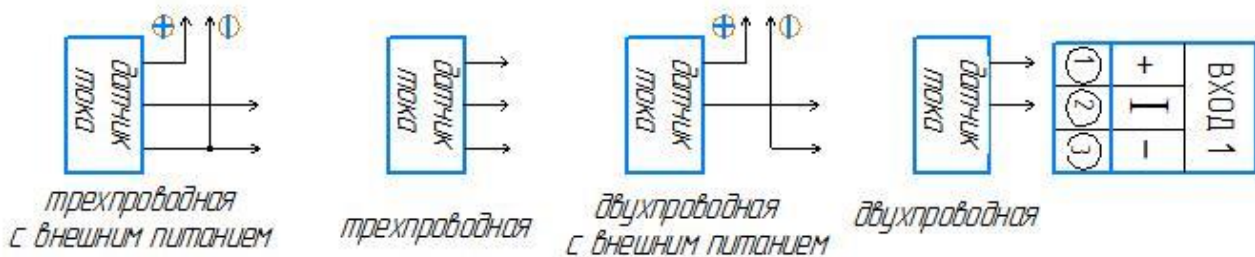 датчик
тока
трехпроводная
с внешним питанием
датчик
тока
трехпроводная
датчик
тока
двухпроводная
с внешним питанием
датчик
тока
двухпроводная
1 +
2 I
3 -
ВХОД 1